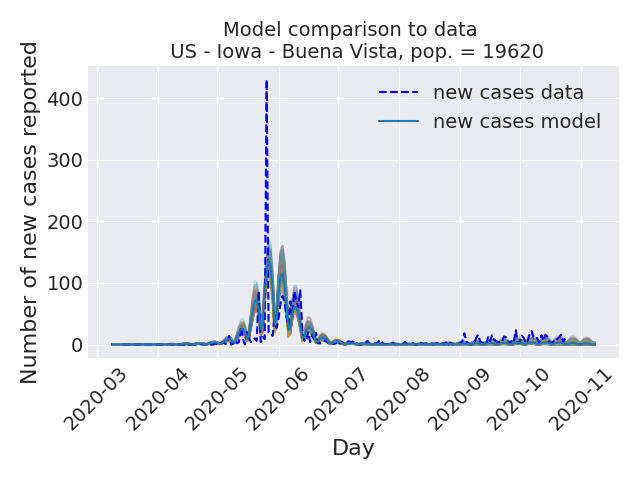 Model comparison to data
US - Iowa - Buena Vista, pop. = 19620
Number of new cases reported
400
300
200
100
0
new cases data
new cases model
2020-03
2020-04
2020-05
2020-06
2020-07
2020-08
2020-09
2020-10
2020-11
Day